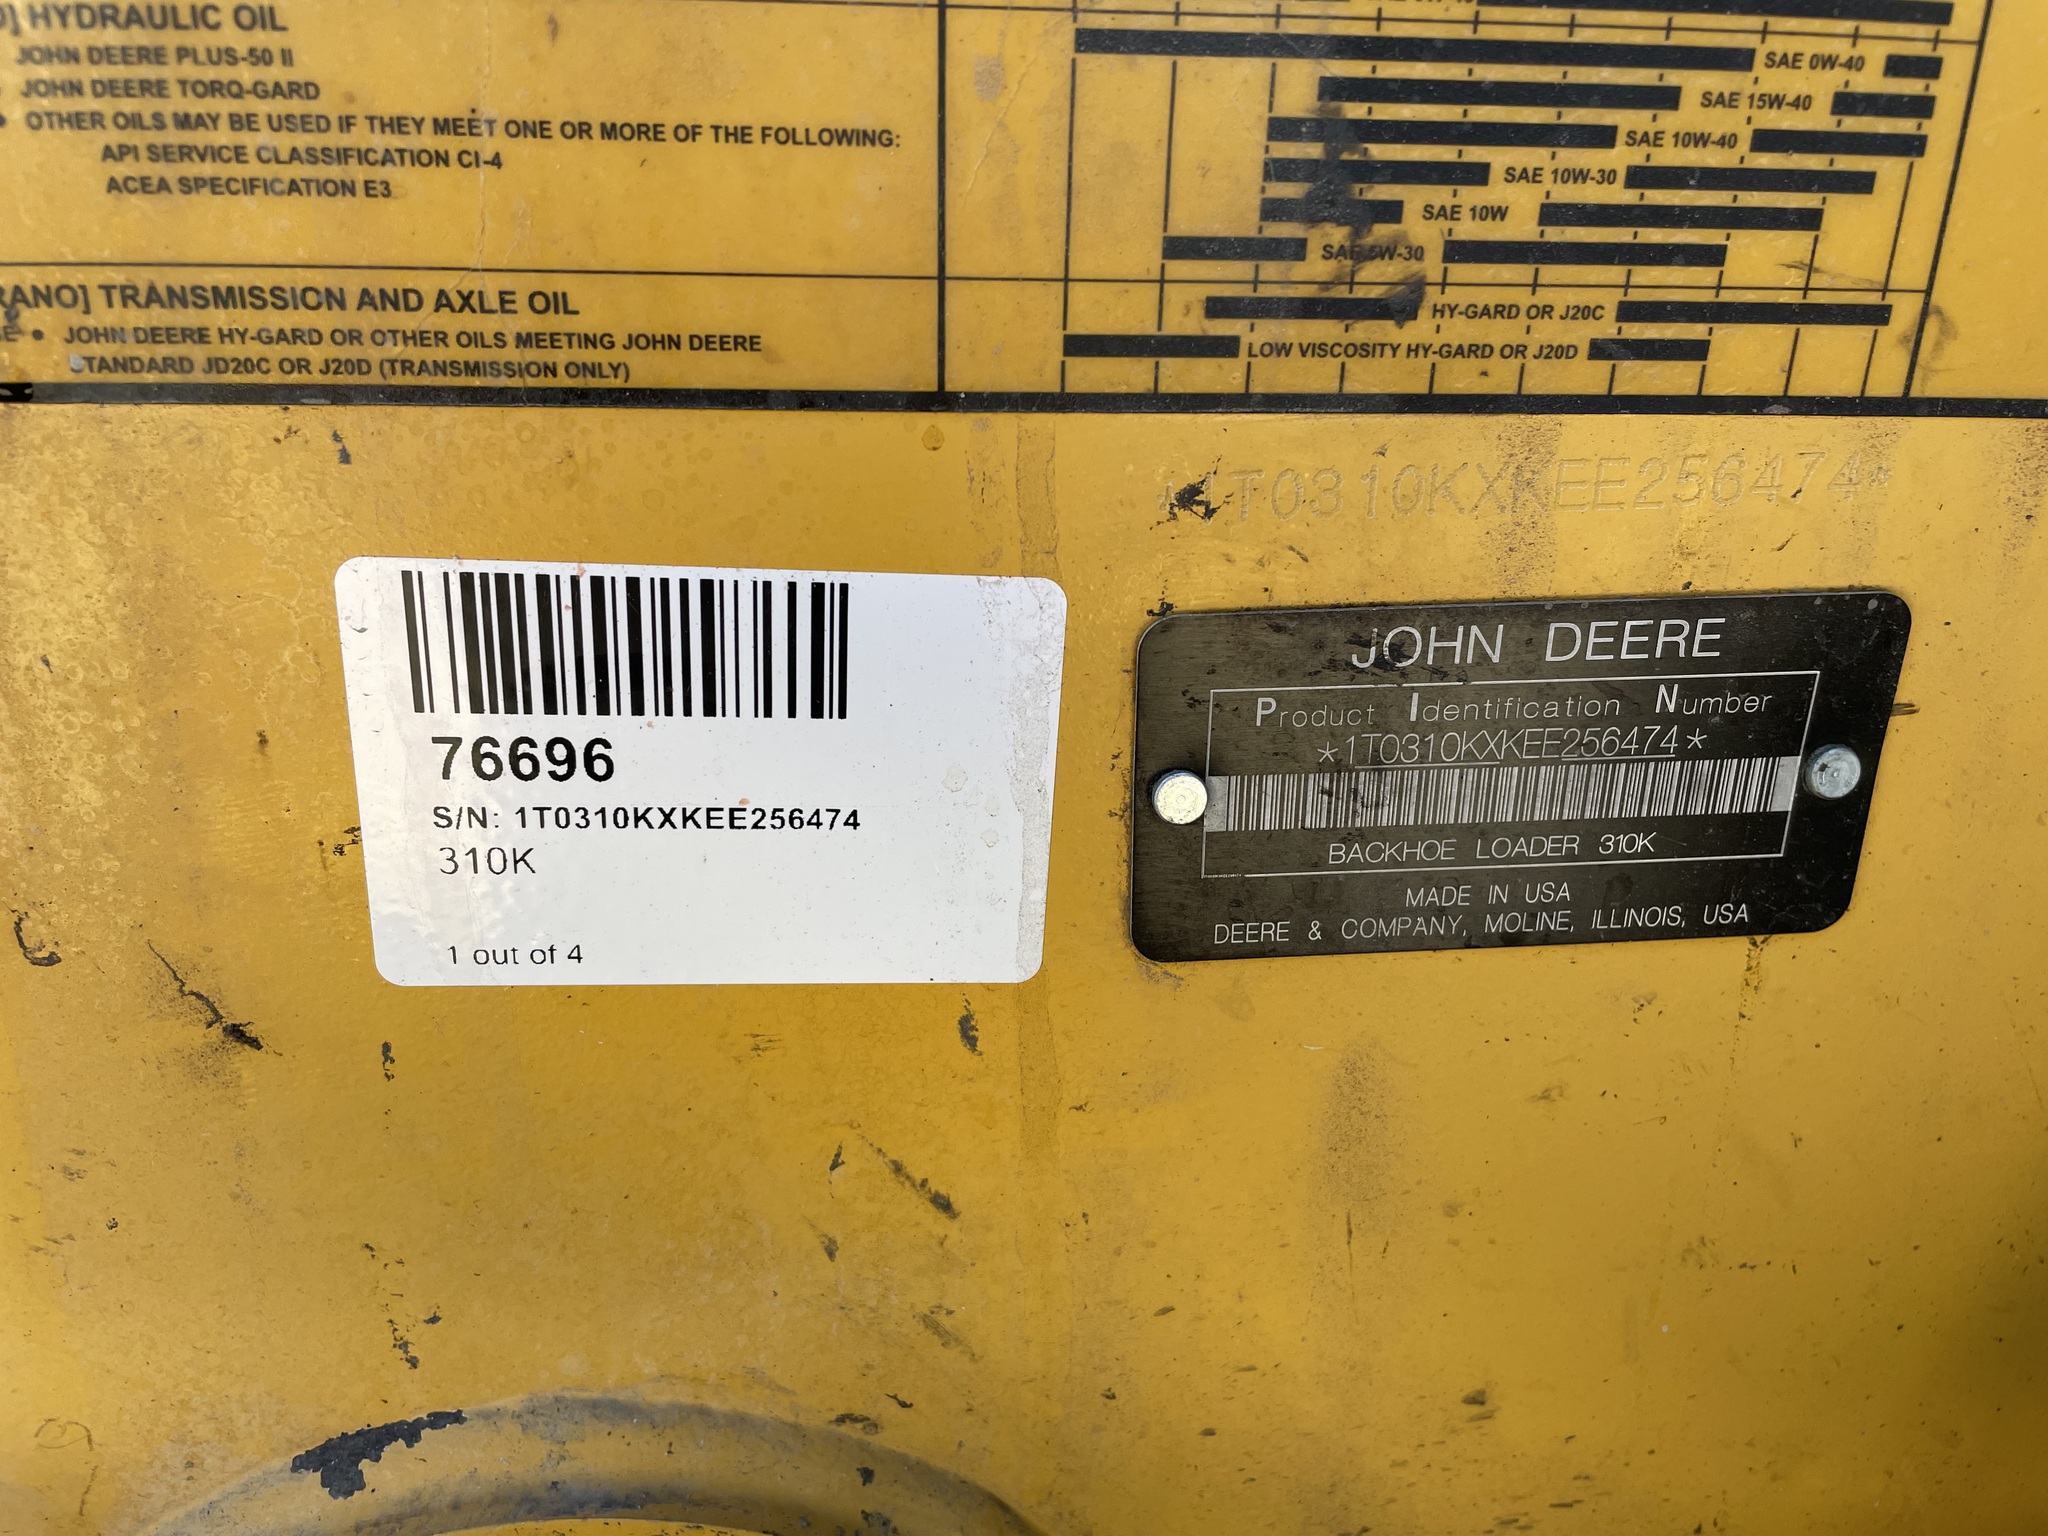 HYDRAULIC OIL
JOHN DEERE PLUS-50 II
JOHN DEERE TORQ-GARD
• OTHER OILS MAY BE USED IF THEY MEET ONE OR MORE OF THE FOLLOWING:
API SERVICE CLASSIFICATION CI-4
ACEA SPECIFICATION E3
SAE 0W-40
SAE 15W-40
SAE 10W-40
SAE 10W-30
SAE 10W
SAE 5W-30
RANO] TRANSMISSION AND AXLE OIL
• JOHN DEERE HY-GARD OR OTHER OILS MEETING JOHN DEERE
STANDARD JD20C OR J20D (TRANSMISSION ONLY)
HY-GARD OR J20C
LOW VISCOSITY HY-GARD OR J20D
*1T0310KXKEE256474*
76696
S/N: 1T0310KXKEE256474
310K
1 out of 4
JOHN DEERE
Product Identification Number
*1T0310KXKEE256474*
BACKHOE LOADER 310K
MADE IN USA
DEERE & COMPANY, MOLINE, ILLINOIS, USA